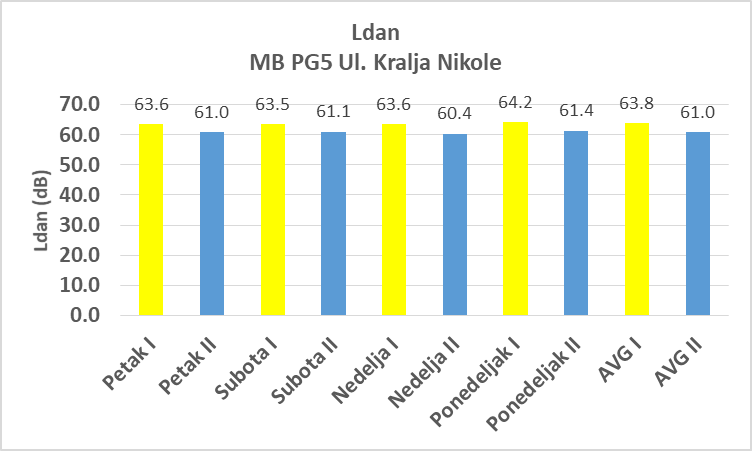 Ldan
MB PG5 Ul. Kralja Nikole
Ldan (dB)
70.0
60.0
50.0
40.0
30.0
20.0
10.0
0.0
63.6 61.0 63.5 61.1 63.6 60.4 64.2 61.4 63.8 61.0
Petak I
Petak II
Subota I
Subota II
Nedelja I
Nedelja II
Ponedeljak I
Ponedeljak II
AVG I
AVG II